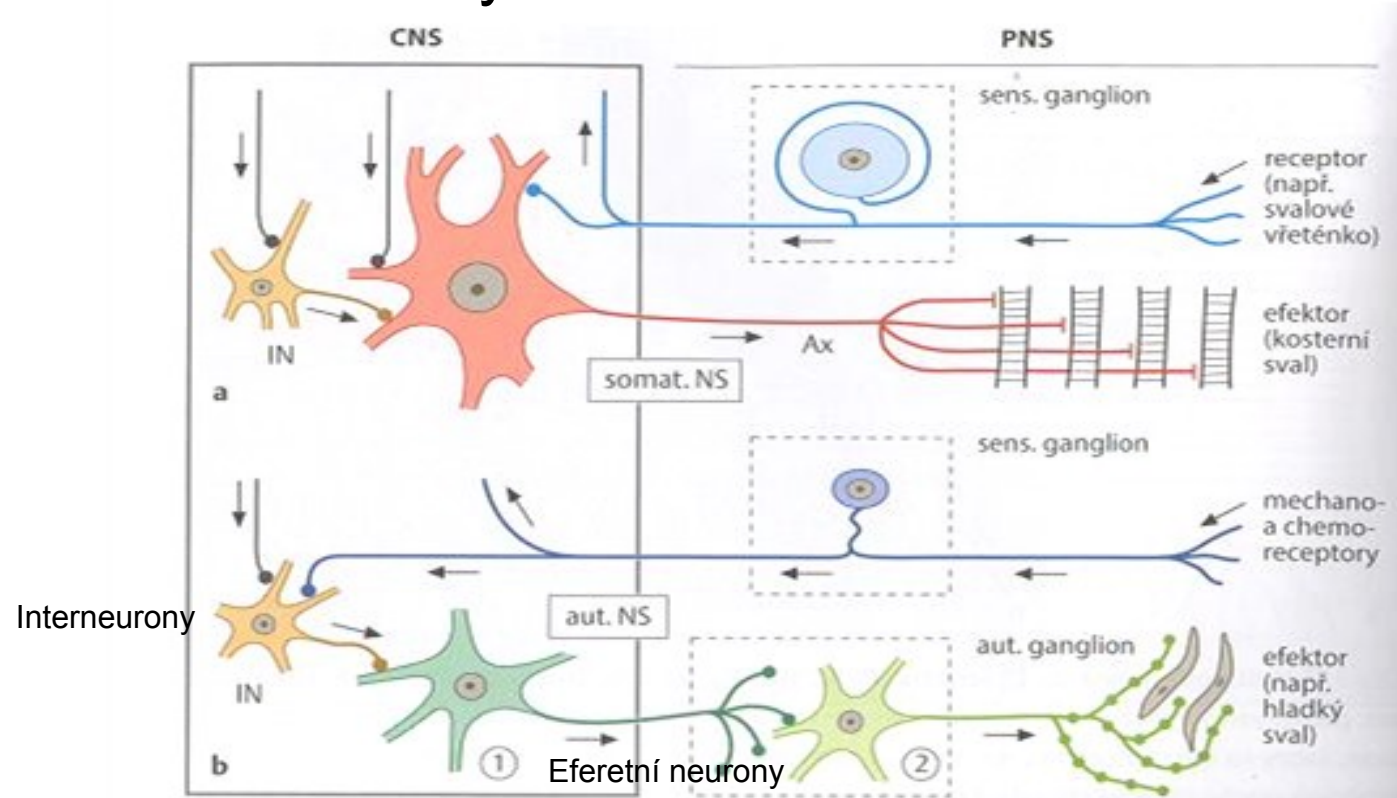 CNS
PNS
sens. ganglion
receptor
(např.
svalové
vřeténko)
IN
Ax
efektor
(kosterní
sval)
somat. NS
a
sens. ganglion
mechano-
a chemo-
receptory
Interneurony
aut. NS
aut. ganglion
efektor
(např.
hladký
sval)
IN
b
1
Eferetní neurony
2